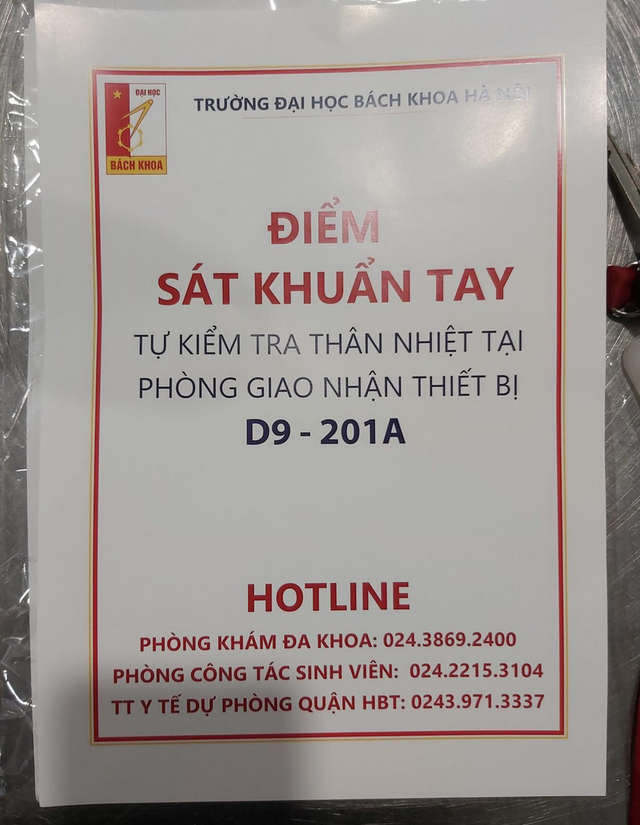 ĐẠI HỌC
BÁCH KHOA
TRƯỜNG ĐẠI HỌC BÁCH KHOA HÀ NỘI
ĐIỂM
SÁT KHUẨN TAY
TỰ KIỂM TRA THÂN NHIỆT TẠI
PHÒNG GIAO NHẬN THIẾT BỊ
D9 - 201A
HOTLINE
PHÒNG KHÁM ĐA KHOA: 024.3869.2400
PHÒNG CÔNG TÁC SINH VIÊN: 024.2215.3104
TT Y TẾ DỰ PHÒNG QUẬN HBT: 0243.971.3337